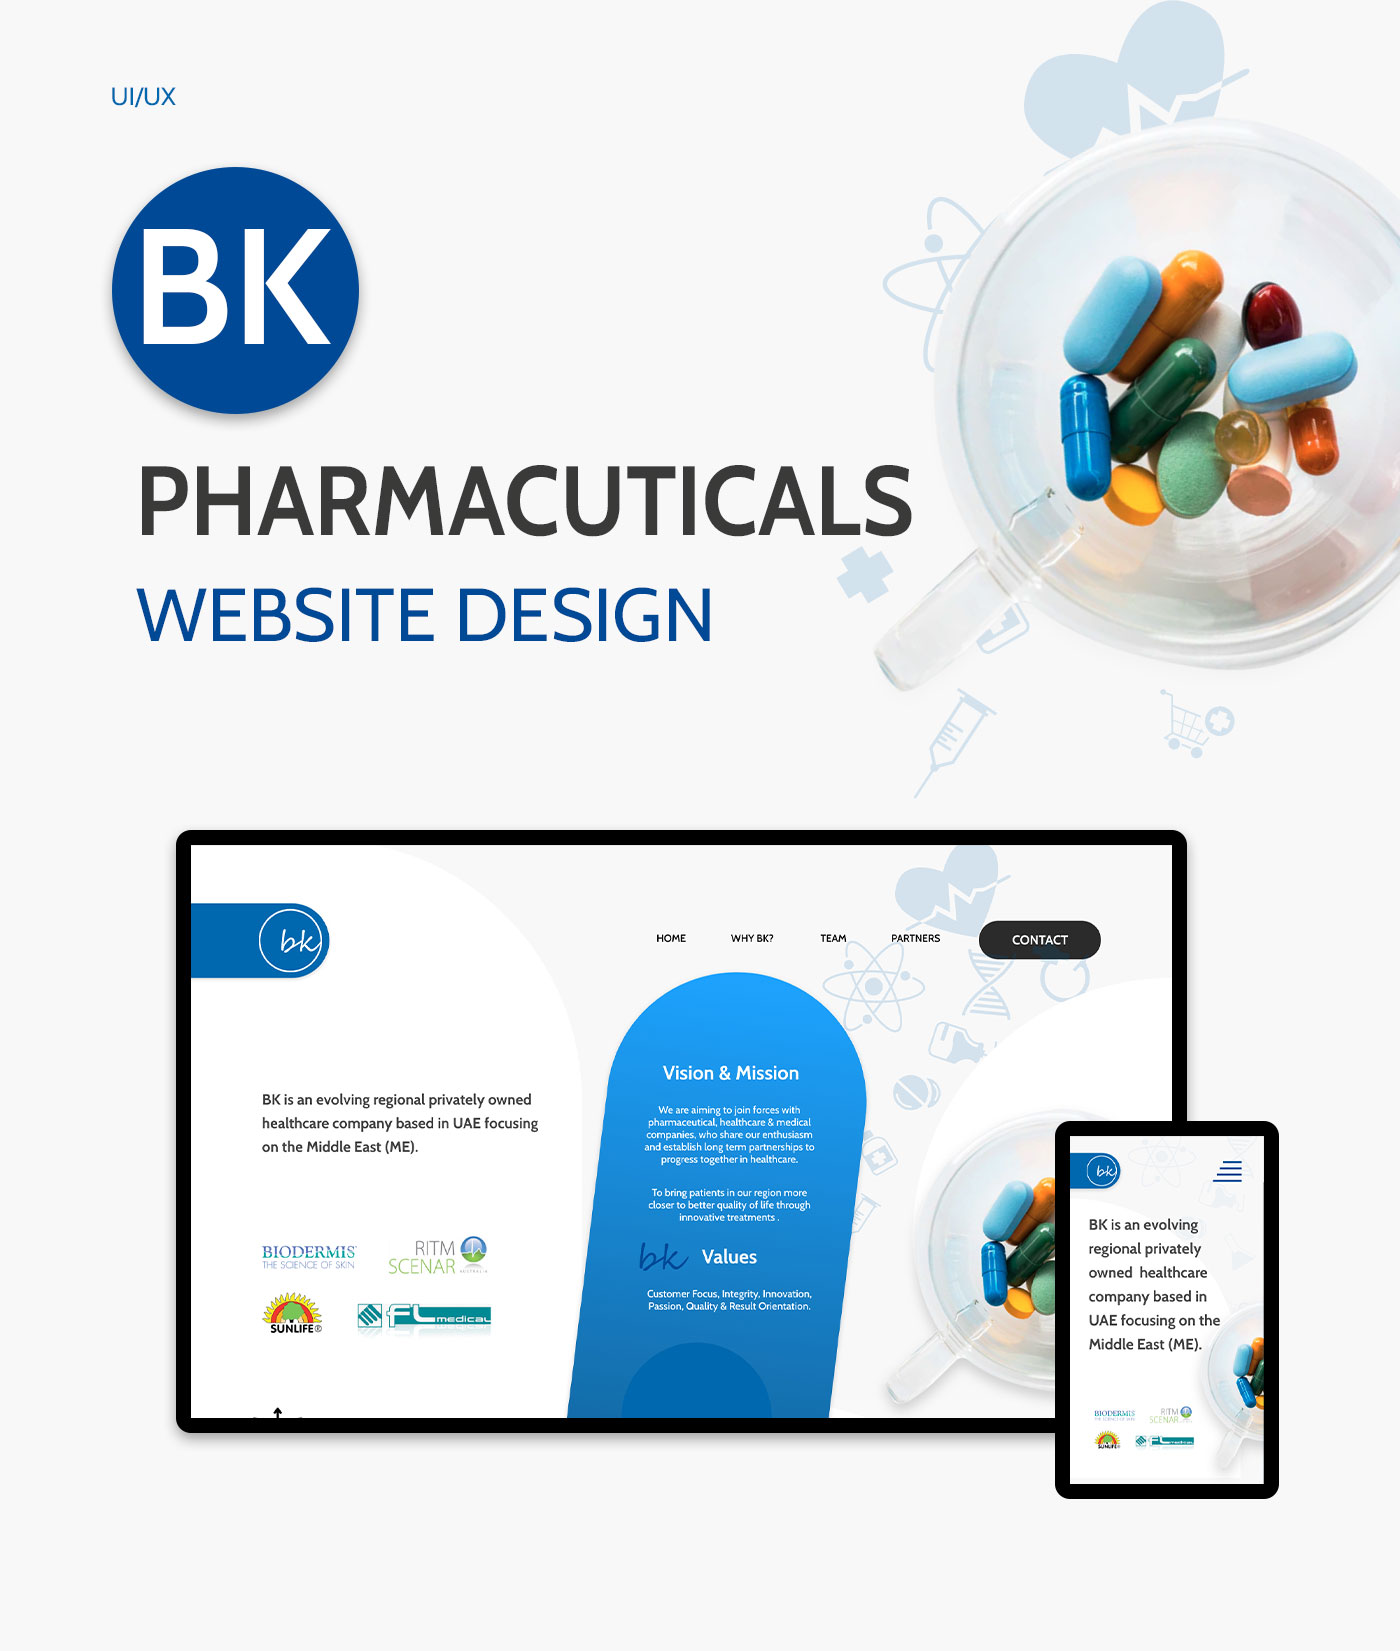 UI/UX
BK
PHARMACUTICALS
WEBSITE DESIGN
bk
HOME
WHY BK?
TEAM
PARTNERS
CONTACT
BK is an evolving regional privately owned
healthcare company based in UAE focusing
on the Middle East (ME).
BIODERMIS
THE SCIENCE OF SKIN
RITM
SCENAR
AUSTRALIA
SUNLIFE®
FL medical
Vision & Mission
We are aiming to join forces with
pharmaceutical, healthcare & medical
companies, who share our enthusiasm
and establish long term partnerships to
progress together in healthcare.
To bring patients in our region more
closer to better quality of life through
innovative treatments .
bk Values
Customer Focus, Integrity, Innovation,
Passion, Quality & Result Orientation.
bk
BK is an evolving
regional privately
owned healthcare
company based in
UAE focusing on the
Middle East (ME).
BIODERMIS
THE SCIENCE OF SKIN
RITM
SCENAR
SUNLIFE®
FL medical